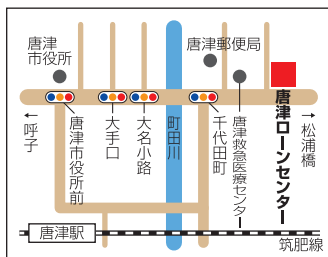 唐津
市役所
唐津郵便局
←呼子
唐津市役所前
大手口
大名小路
町田川
千代田町
唐津救急医療センター
唐津ローンセンター
松浦橋→
唐津駅
筑肥線